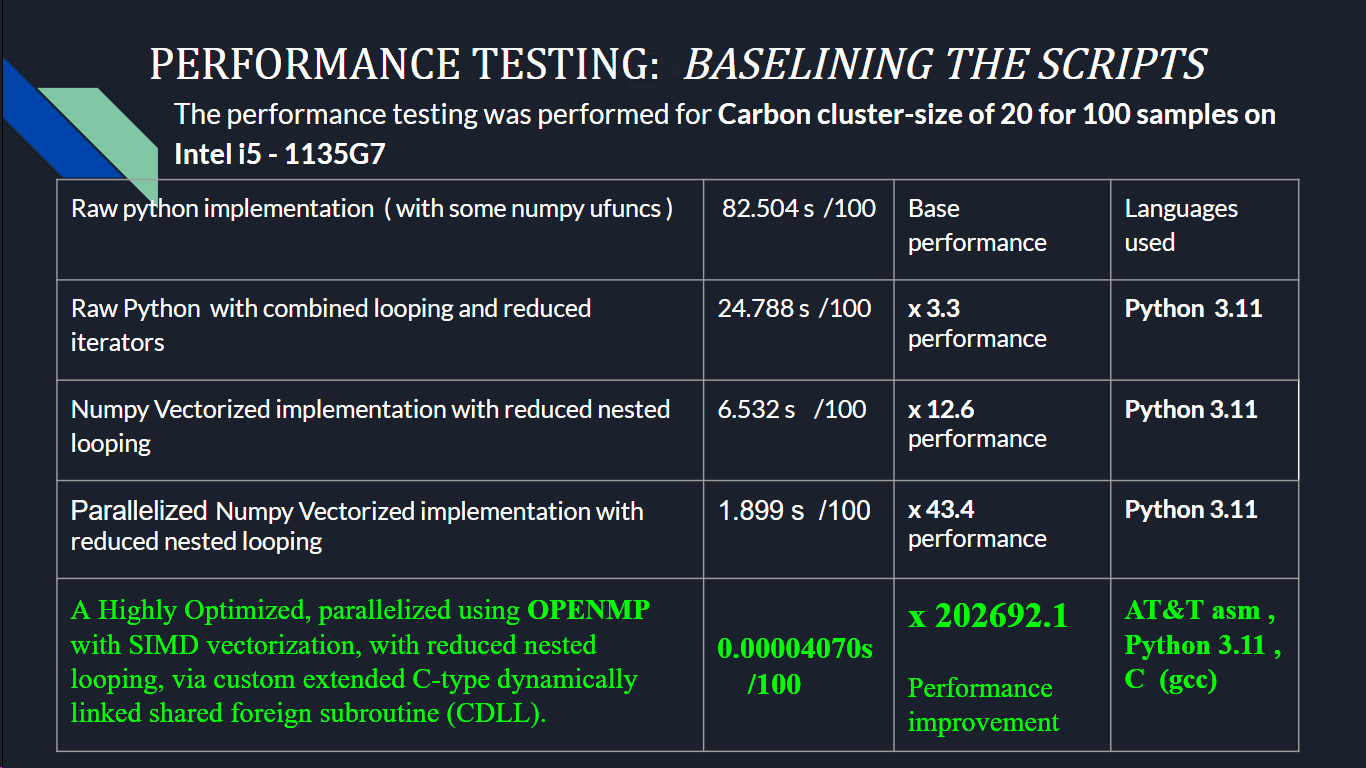 PERFORMANCE TESTING: BASELINING THE SCRIPTS
The performance testing was performed for Carbon cluster-size of 20 for 100 samples on
Intel i5 - 1135G7
Raw python implementation ( with some numpy ufuncs )
82.504 s /100
Base
performance
Languages
used
Raw Python with combined looping and reduced
iterators
24.788 s /100
x 3.3
performance
Python 3.11
Numpy Vectorized implementation with reduced nested
looping
6.532 s /100
x 12.6
performance
Python 3.11
Parallelized Numpy Vectorized implementation with
reduced nested looping
1.899 s /100
x 43.4
performance
Python 3.11
A Highly Optimized, parallelized using OPENMP
with SIMD vectorization, with reduced nested
looping, via custom extended C-type dynamically
linked shared foreign subroutine (CDLL).
0.00004070s
/100
x 202692.1
Performance
improvement
AT&T asm ,
Python 3.11 ,
C (gcc)